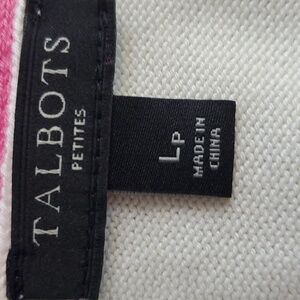 TALBOTS
PETITES
LP
MADE IN
CHINA